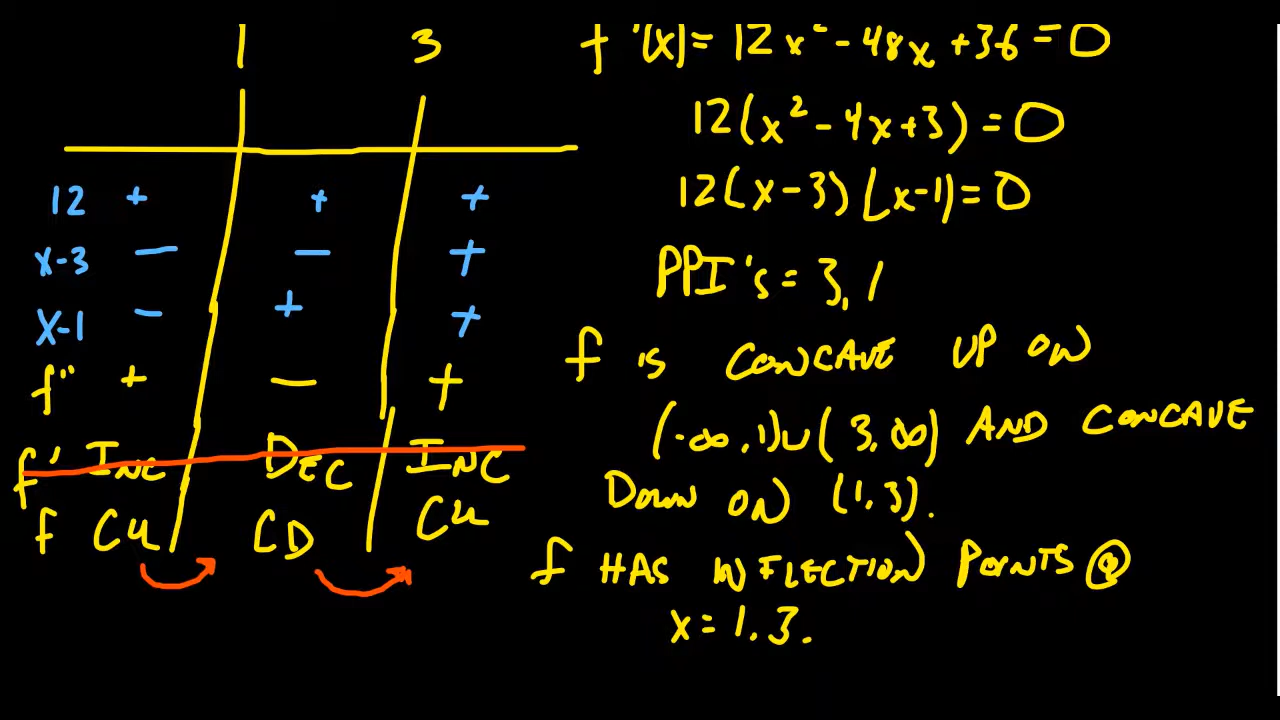 1 3
12 + + +
x-3 - - +
x-1 - + +
f" + - +
f' INC DEC INC
f CU CD CU
f "(x) = 12x² - 48x + 36 = 0
12(x² - 4x + 3) = 0
12(x - 3)(x - 1) = 0
PPI's = 3, 1
f IS CONCAVE UP ON
(-∞, 1) ∪ (3, ∞) AND CONCAVE
DOWN ON (1, 3).
f HAS INFLECTION POINTS @
x = 1, 3.